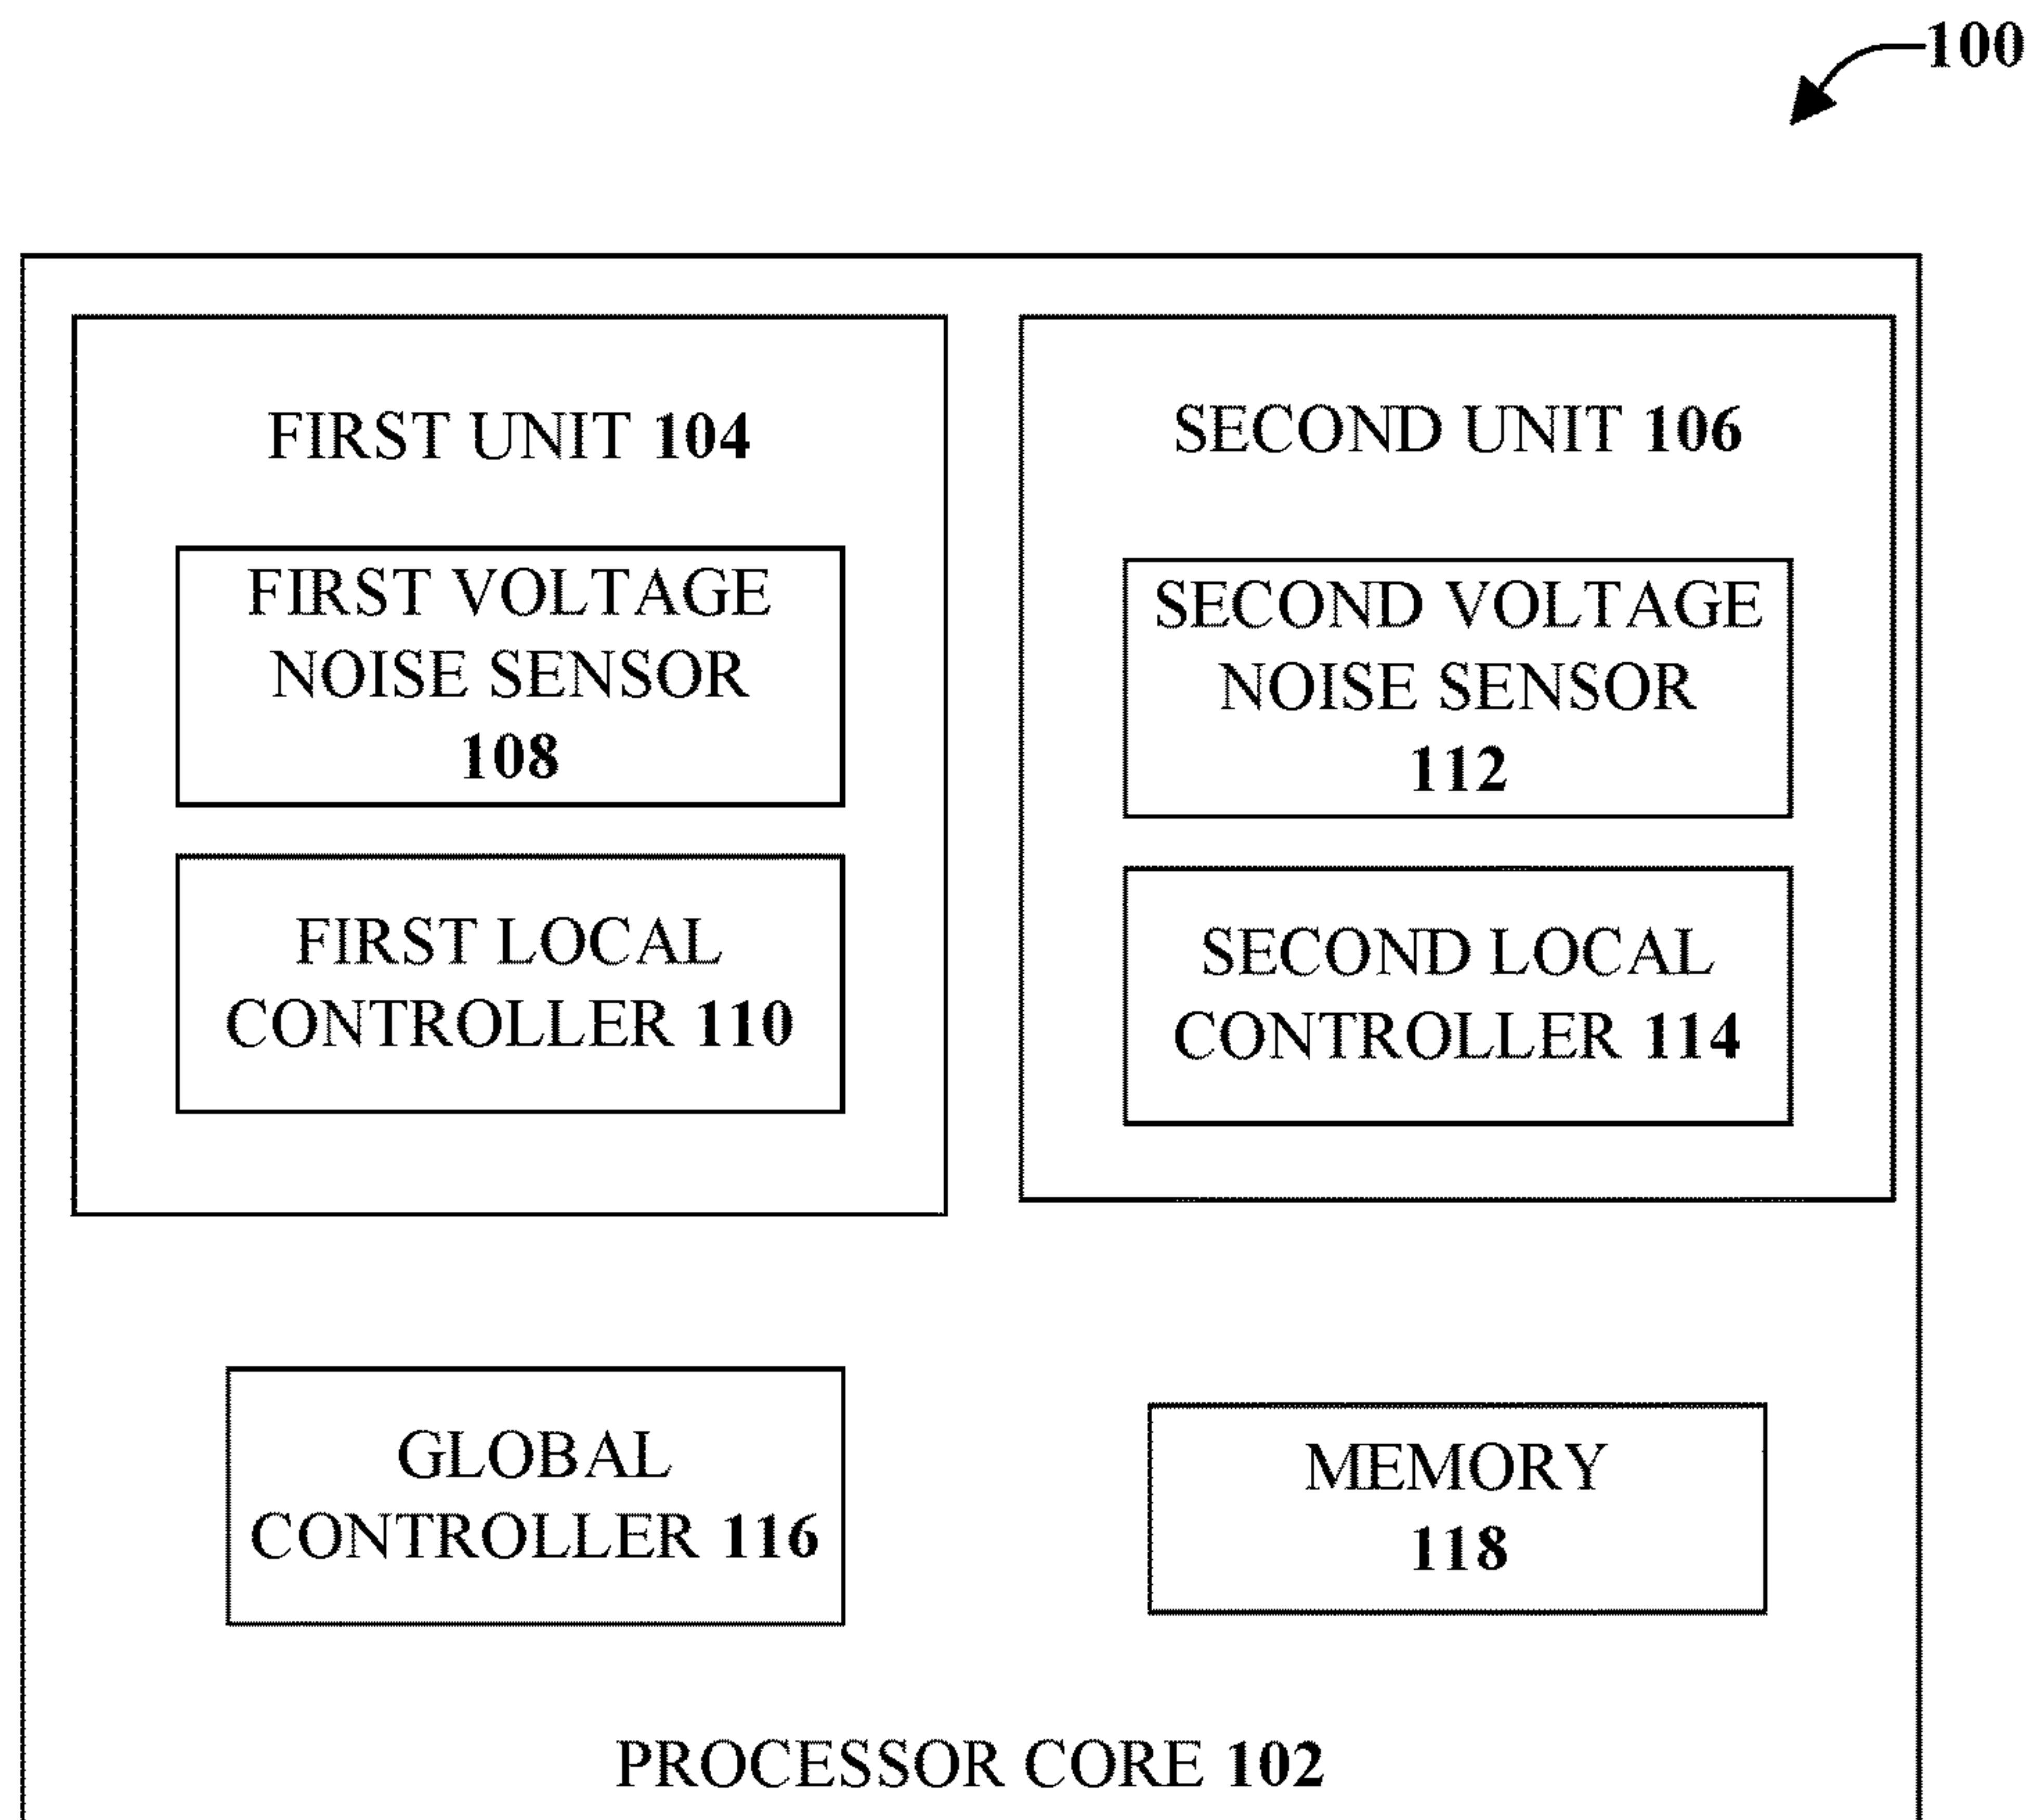 100
FIRST UNIT 104
FIRST VOLTAGE
NOISE SENSOR
108
FIRST LOCAL
CONTROLLER 110
SECOND UNIT 106
SECOND VOLTAGE
NOISE SENSOR
112
SECOND LOCAL
CONTROLLER 114
GLOBAL
CONTROLLER 116
MEMORY
118
PROCESSOR CORE 102